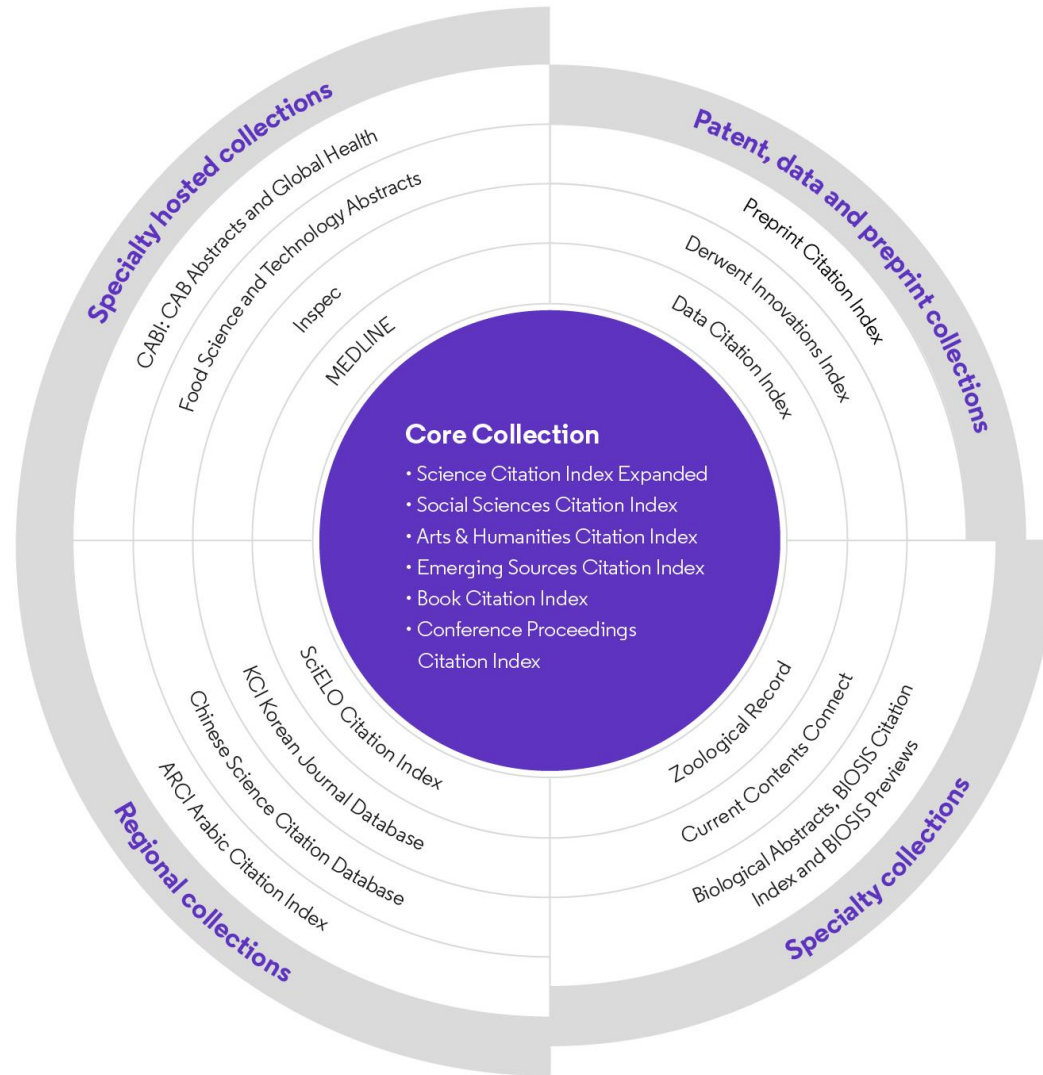 Specialty hosted collections
CABI: CAB Abstracts and Global Health
Food Science and Technology Abstracts
Inspec
MEDLINE
Patent, data and preprint collections
Preprint Citation Index
Derwent Innovations Index
Data Citation Index
Core Collection
• Science Citation Index Expanded
• Social Sciences Citation Index
• Arts & Humanities Citation Index
• Emerging Sources Citation Index
• Book Citation Index
• Conference Proceedings
Citation Index
SciELO Citation Index
KCI Korean Journal Database
Chinese Science Citation Database
ARCI Arabic Citation Index
Regional collections
Zoological Record
Current Contents Connect
Biological Abstracts, BIOSIS Citation
Index and BIOSIS Previews
Specialty collections